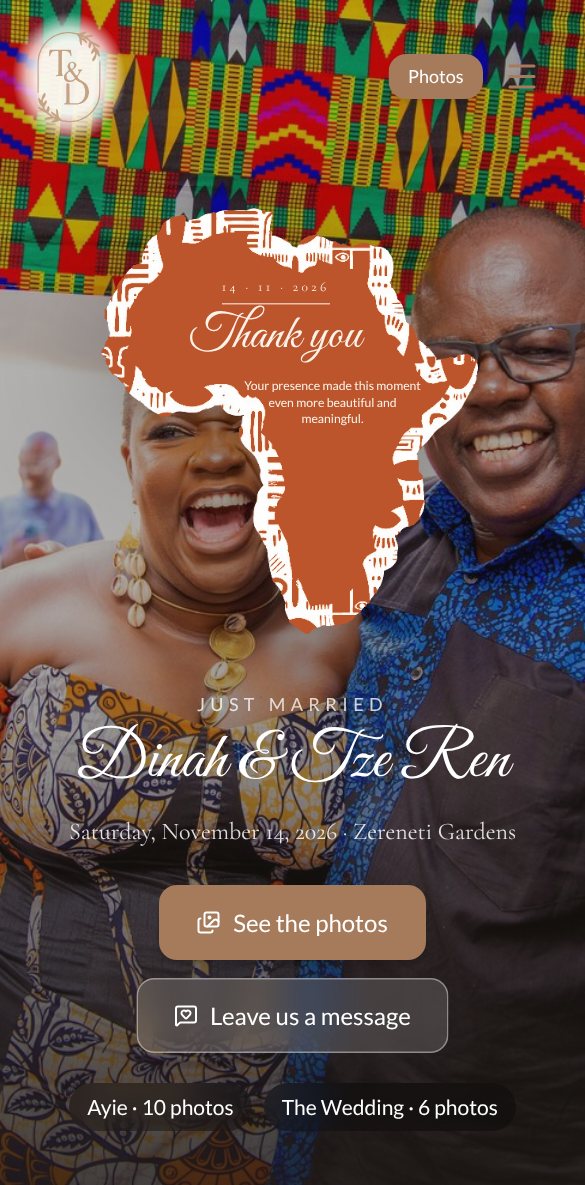 T&D
Photos
14 · 11 · 2026
Thank you
Your presence made this moment
even more beautiful and
meaningful.
JUST MARRIED
Dinah & Tze Ren
Saturday, November 14, 2026 · Zereneti Gardens
See the photos
Leave us a message
Ayie · 10 photos
The Wedding · 6 photos